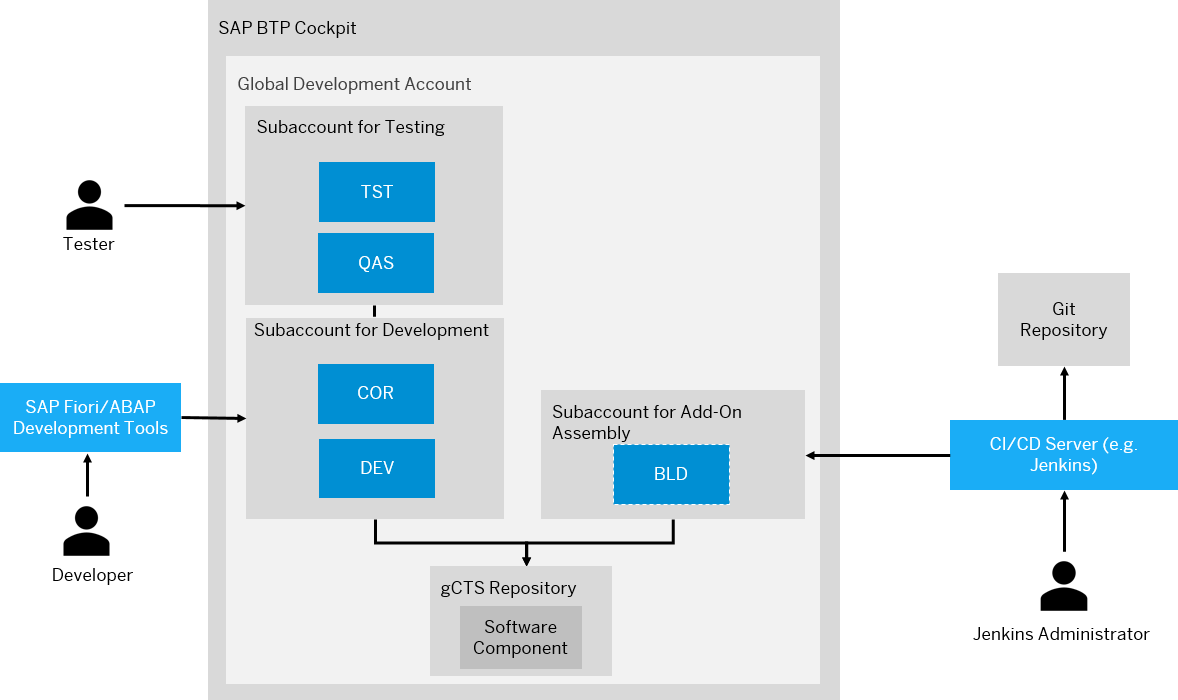 SAP BTP Cockpit
Global Development Account
Subaccount for Testing
TST
QAS
Tester
Subaccount for Development
COR
DEV
SAP Fiori/ABAP
Development Tools
Developer
Subaccount for Add-On
Assembly
BLD
gCTS Repository
Software
Component
Git
Repository
CI/CD Server (e.g.
Jenkins)
Jenkins Administrator